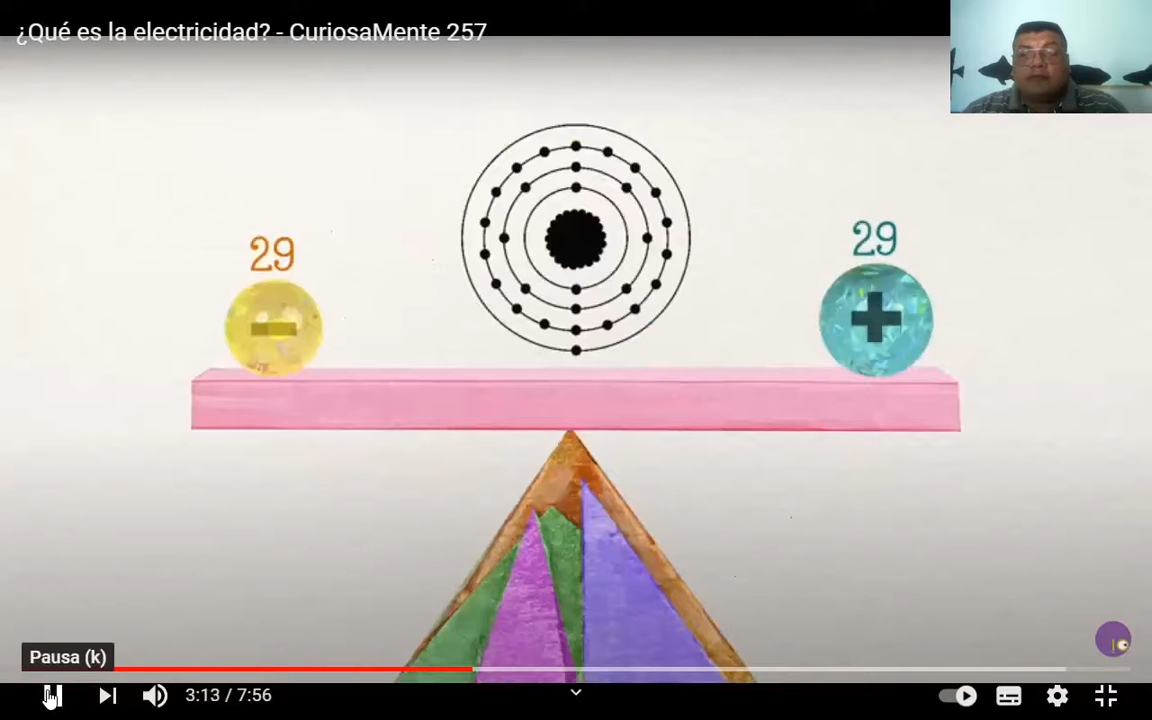 ¿Qué es la electricidad? - CuriosaMente 257
29
29
Pausa (k)
3:13 / 7:56